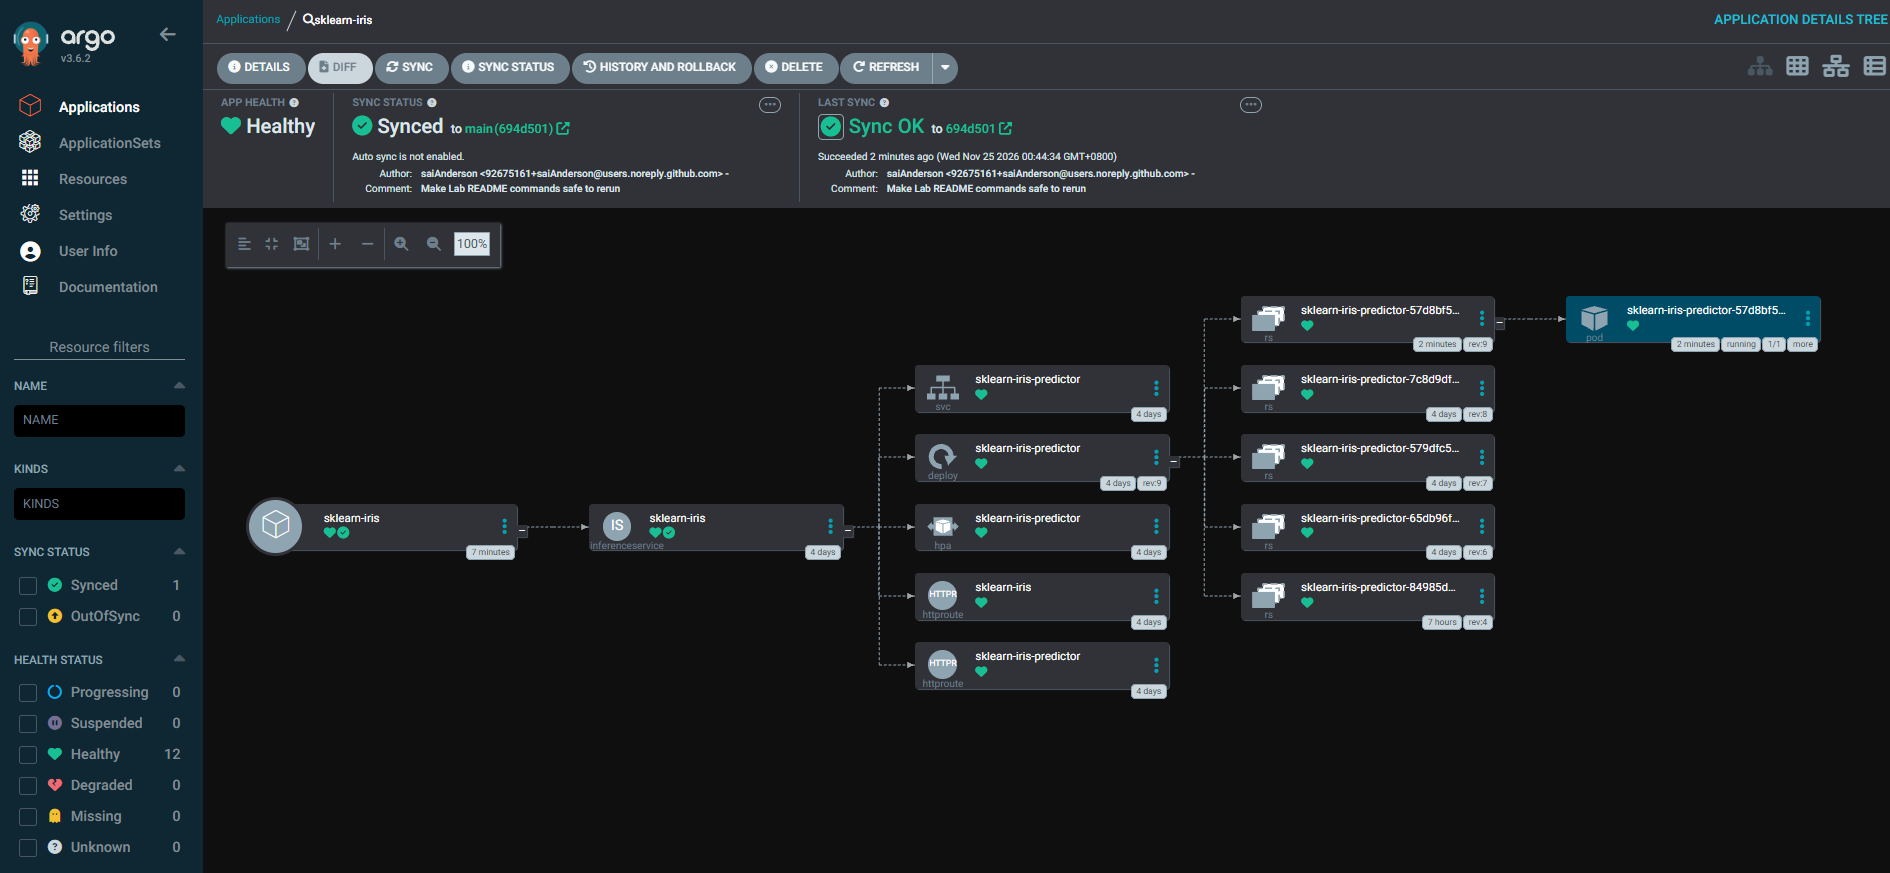 argo
v3.6.2
Applications
ApplicationSets
Resources
Settings
User Info
Documentation
Resource filters
NAME
NAME
KINDS
KINDS
SYNC STATUS
Synced 1
OutOfSync 0
HEALTH STATUS
Progressing 0
Suspended 0
Healthy 12
Degraded 0
Missing 0
Unknown 0
Applications / sklearn-iris
APPLICATION DETAILS TREE
DETAILS DIFF SYNC SYNC STATUS HISTORY AND ROLLBACK DELETE REFRESH
APP HEALTH
Healthy
SYNC STATUS
Synced to main (694d501)
Auto sync is not enabled.
Author: saiAnderson <92675161+saiAnderson@users.noreply.github.com> -
Comment: Make Lab README commands safe to rerun
LAST SYNC
Sync OK to 694d501
Succeeded 2 minutes ago (Wed Nov 25 2026 00:44:34 GMT+0800)
Author: saiAnderson <92675161+saiAnderson@users.noreply.github.com> -
Comment: Make Lab README commands safe to rerun
100%
sklearn-iris
7 minutes
IS
inferenceservice
sklearn-iris
4 days
svc
sklearn-iris-predictor
4 days
deploy
sklearn-iris-predictor
4 days rev:9
hpa
sklearn-iris-predictor
4 days
HTTPR
httproute
sklearn-iris
4 days
HTTPR
httproute
sklearn-iris-predictor
4 days
rs
sklearn-iris-predictor-57d8bf5...
2 minutes rev:9
rs
sklearn-iris-predictor-7c8d9df...
4 days rev:8
rs
sklearn-iris-predictor-579dfc5...
4 days rev:7
rs
sklearn-iris-predictor-65db96f...
4 days rev:6
rs
sklearn-iris-predictor-84985d...
7 hours rev:4
pod
sklearn-iris-predictor-57d8bf5...
2 minutes running 1/1 more